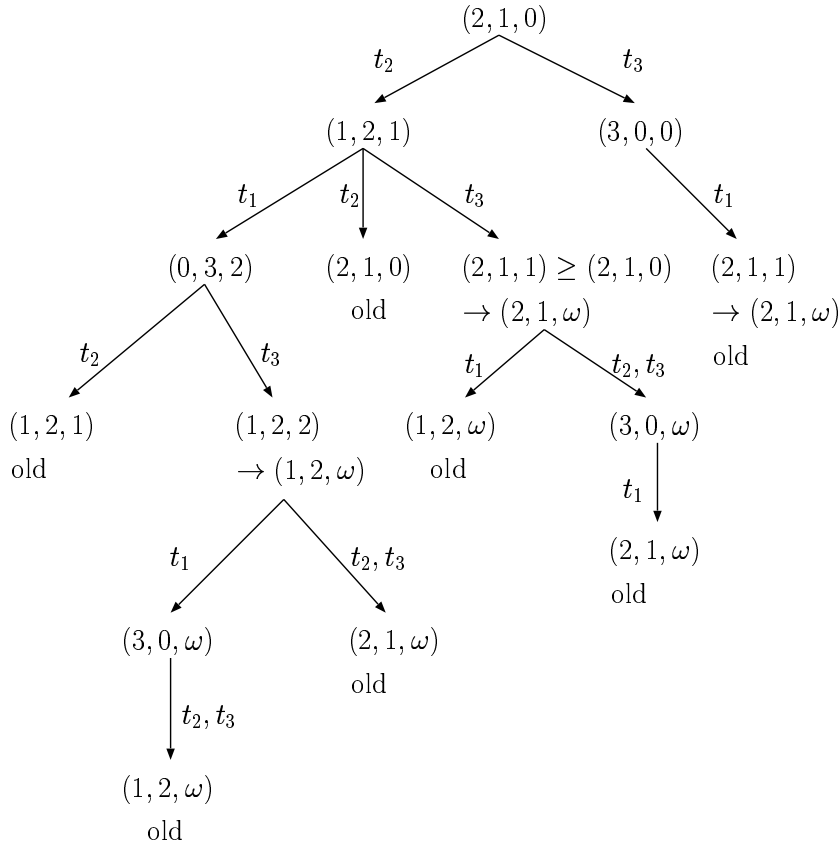 (2, 1, 0)
t₂ t₃
(1, 2, 1) (3, 0, 0)
t₁ t₂ t₃ t₁
(0, 3, 2) (2, 1, 0) (2, 1, 1) ≥ (2, 1, 0) (2, 1, 1)
old → (2, 1, ω) → (2, 1, ω)
old
t₂ t₃ t₁ t₂, t₃
(1, 2, 1) (1, 2, 2) (1, 2, ω) (3, 0, ω)
old → (1, 2, ω) old
t₁
t₁ t₂, t₃ (2, 1, ω)
old
(3, 0, ω) (2, 1, ω)
old
t₂, t₃
(1, 2, ω)
old